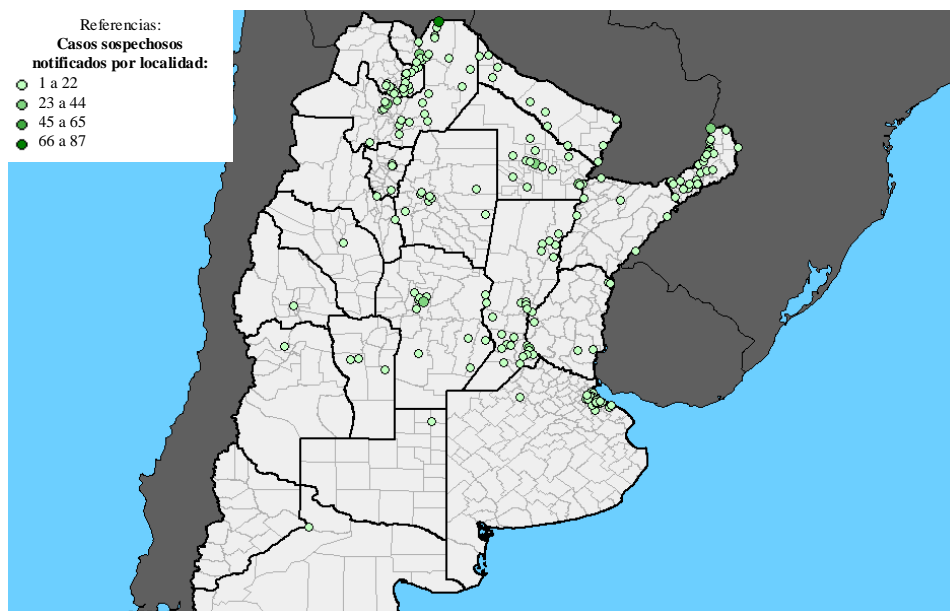 Referencias:
Casos sospechosos
notificados por localidad:
1 a 22
23 a 44
45 a 65
66 a 87